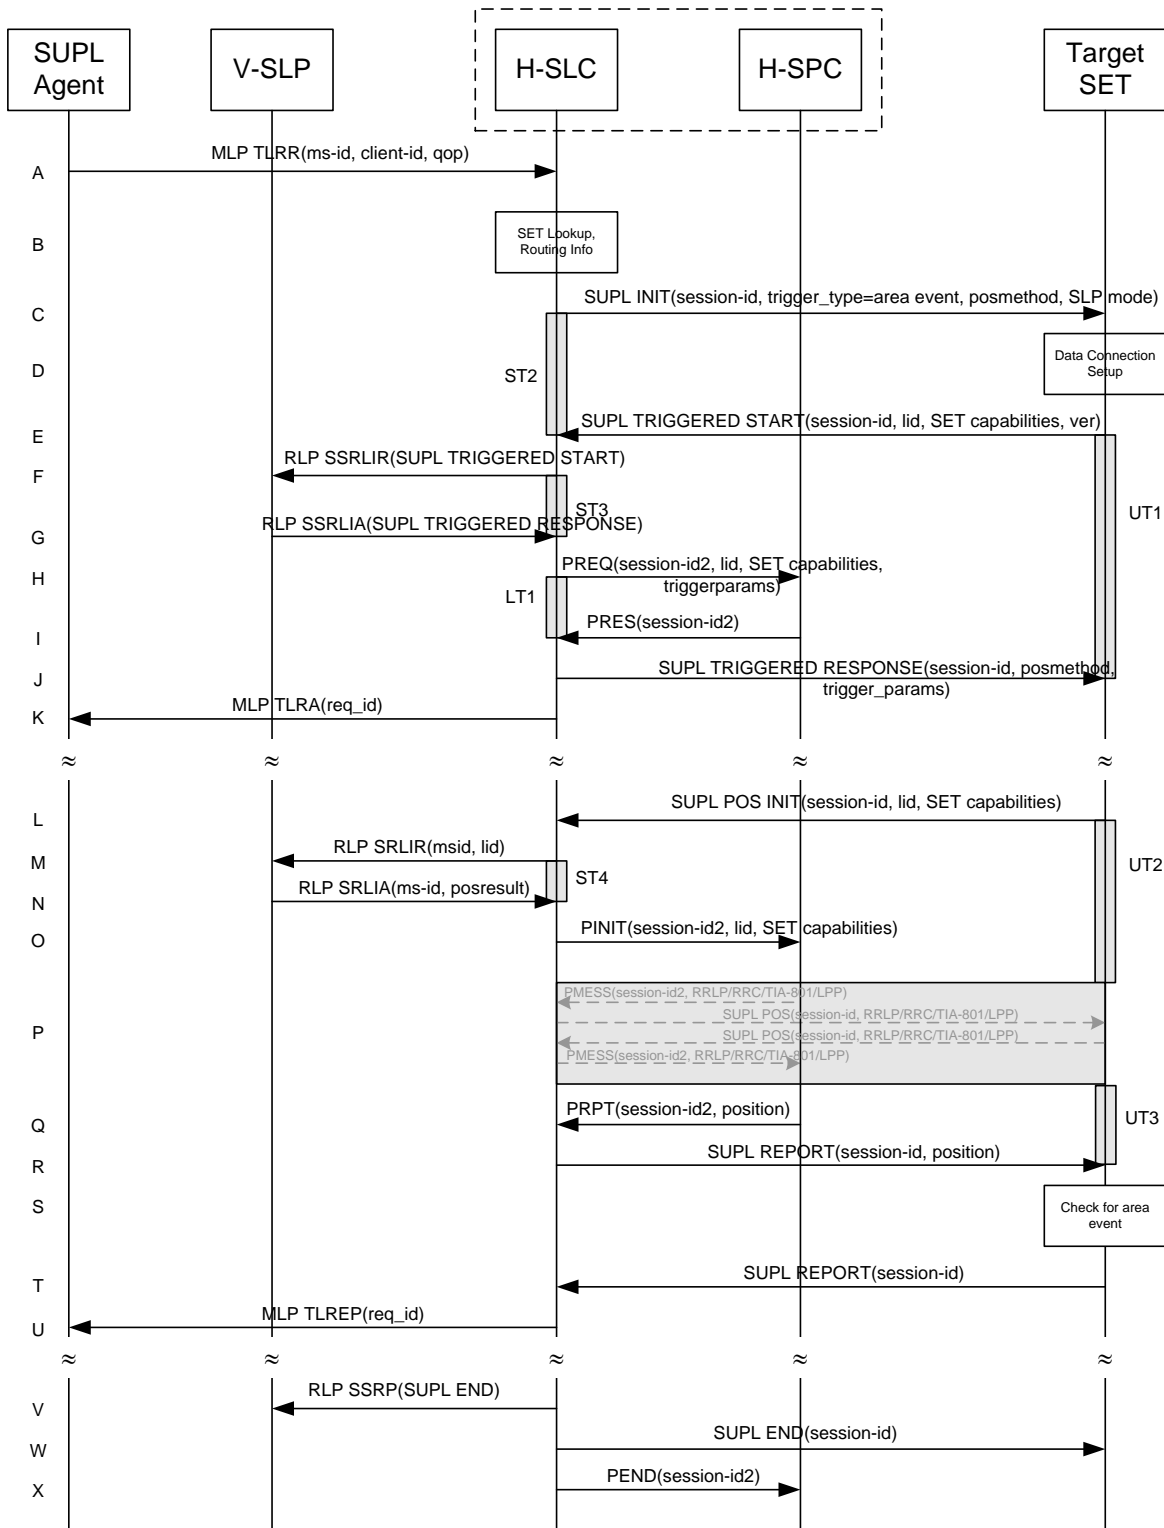 SUPL
Agent
V-SLP
H-SLC
H-SPC
Target
SET
A
MLP TLRR(ms-id, client-id, qop)
B
SET Lookup,
Routing Info
C
SUPL INIT(session-id, trigger_type=area event, posmethod, SLP mode)
D
ST2
Data Connection
Setup
E
SUPL TRIGGERED START(session-id, lid, SET capabilities, ver)
F
RLP SSRLIR(SUPL TRIGGERED START)
ST3
UT1
G
RLP SSRLIA(SUPL TRIGGERED RESPONSE)
H
PREQ(session-id2, lid, SET capabilities,
triggerparams)
LT1
I
PRES(session-id2)
J
SUPL TRIGGERED RESPONSE(session-id, posmethod,
trigger_params)
K
MLP TLRA(req_id)
≈ ≈ ≈ ≈ ≈
L
SUPL POS INIT(session-id, lid, SET capabilities)
M
RLP SRLIR(msid, lid)
ST4
UT2
N
RLP SRLIA(ms-id, posresult)
O
PINIT(session-id2, lid, SET capabilities)
P
PMESS(session-id2, RRLP/RRC/TIA-801/LPP)
SUPL POS(session-id, RRLP/RRC/TIA-801/LPP)
SUPL POS(session-id, RRLP/RRC/TIA-801/LPP)
PMESS(session-id2, RRLP/RRC/TIA-801/LPP)
Q
PRPT(session-id2, position)
UT3
R
SUPL REPORT(session-id, position)
S
Check for area
event
T
SUPL REPORT(session-id)
U
MLP TLREP(req_id)
≈ ≈ ≈ ≈ ≈
V
RLP SSRP(SUPL END)
W
SUPL END(session-id)
X
PEND(session-id2)